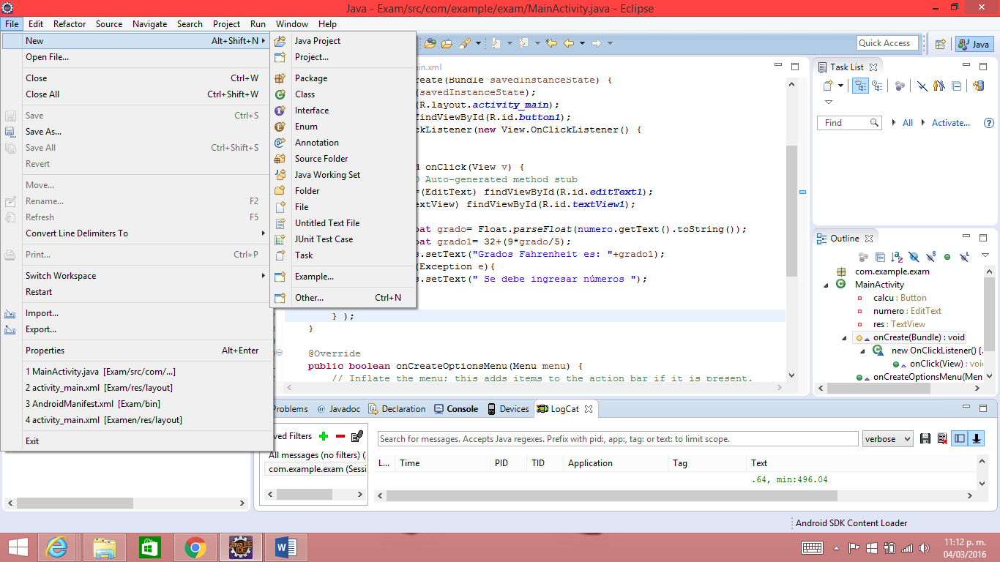 Java - Exam/src/com/example/exam/MainActivity.java - Eclipse
File Edit Refactor Source Navigate Search Project Run Window Help
New Alt+Shift+N
Open File...
Close Ctrl+W
Close All Ctrl+Shift+W
Save Ctrl+S
Save As...
Save All Ctrl+Shift+S
Revert
Move...
Rename... F2
Refresh F5
Convert Line Delimiters To
Print... Ctrl+P
Switch Workspace
Restart
Import...
Export...
Properties Alt+Enter
1 MainActivity.java [Exam/src/com/...]
2 activity_main.xml [Exam/res/layout]
3 AndroidManifest.xml [Exam/bin]
4 activity_main.xml [Examen/res/layout]
Exit
Java Project
Project...
Package
Class
Interface
Enum
Annotation
Source Folder
Java Working Set
Folder
File
Untitled Text File
JUnit Test Case
Task
Example...
Other... Ctrl+N
Quick Access
Java
in.xml
reate(Bundle savedInstanceState) {
(savedInstanceState);
(R.layout.activity_main);
findViewById(R.id.button1);
ckListener(new View.OnClickListener() {
d onClick(View v) {
O Auto-generated method stub
=(EditText) findViewById(R.id.editText1);
extView) findViewById(R.id.textView1);
oat grado= Float.parseFloat(numero.getText().toString());
oat grado1= 32+(9*grado/5);
s.setText("Grados Fahrenheit es: "+grado1);
(Exception e){
s.setText(" Se debe ingresar números ");
} );
}
@Override
public boolean onCreateOptionsMenu(Menu menu) {
// Inflate the menu; this adds items to the action bar if it is present.
Task List
Find All Activate...
Outline
com.example.exam
MainActivity
calcu : Button
numero : EditText
res : TextView
onCreate(Bundle) : void
new OnClickListener() {.
onClick(View) : voi
onCreateOptionsMenu(Men
Problems Javadoc Declaration Console Devices LogCat
ved Filters
All messages (no filters) (
com.example.exam (Sessi
Search for messages. Accepts Java regexes. Prefix with pid:, app:, tag: or text: to limit scope.
verbose
L... Time PID TID Application Tag Text
.64, min:496.04
Android SDK Content Loader
Java EE
IDE
11:12 p. m.
04/03/2016